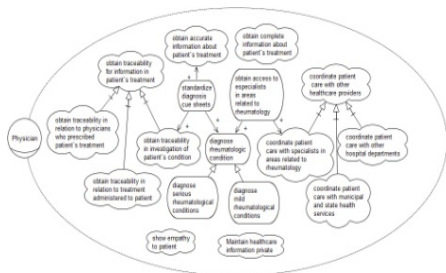 obtain accurate
information about
patient's treatment
obtain complete
information about
patient's treatment
obtain traceability
for information in
patient's treatment
coordinate patient
care with other
healthcare providers
standardize
diagnosis
cue sheets
obtain access to
especialists
in areas
related to
rheumatology
obtain traceability in
relation to physicians
who prescribed
patient's treatment
Physician
obtain traceability
in investigation of
patient's condition
diagnose
rheumatologic
condition
coordinate patient
care with specialists in
areas related to
rheumatology
coordinate patient
care with other
hospital departments
obtain traceability in
relation to treatment
administered to patient
diagnose
serious
rheumatological
conditions
diagnose
mild
rheumatological
conditions
coordinate patient
care with municipal
and state health
services
show empathy
to patient
Maintain healthcare
information private